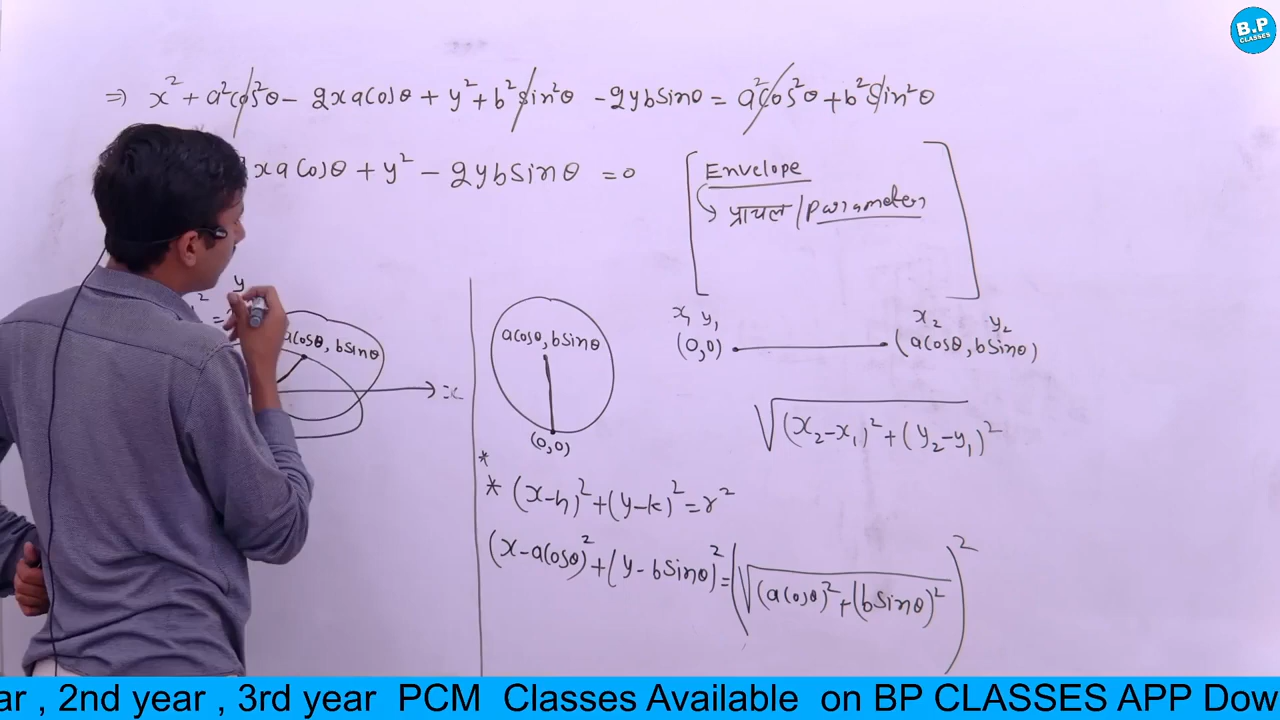 B.P
CLASSES
⇒ x² + a²cos²θ - 2xacosθ + y² + b²sin²θ - 2ybsinθ = a²cos²θ + b²sin²θ
xacosθ + y² - 2ybsinθ = 0
Envelope
प्राचल / Parameter
y
acosθ, bsinθ
x
acosθ, bsinθ
(0,0)
x₁ y₁
(0,0)
x₂ y₂
(acosθ, bsinθ)
√(x₂-x₁)² + (y₂-y₁)²
*
* (x-h)² + (y-k)² = r²
(x-acosθ)² + (y-bsinθ)² = (√(acosθ)² + (bsinθ)²)²
ar , 2nd year , 3rd year PCM Classes Available on BP CLASSES APP Dow